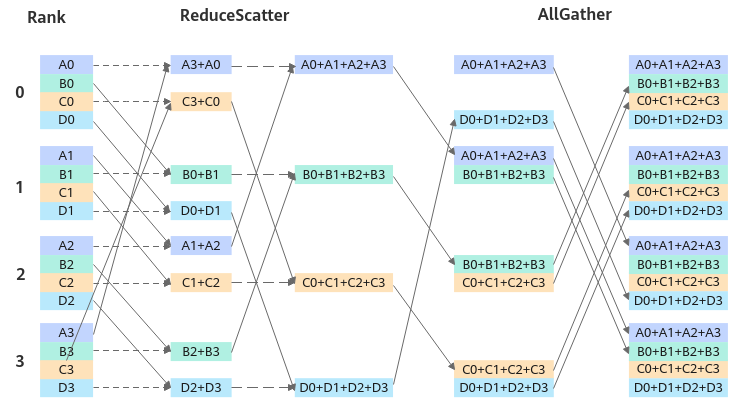 Rank
ReduceScatter
AllGather
0
A0
B0
C0
D0
A3+A0
C3+C0
A0+A1+A2+A3
A0+A1+A2+A3
D0+D1+D2+D3
A0+A1+A2+A3
B0+B1+B2+B3
C0+C1+C2+C3
D0+D1+D2+D3
1
A1
B1
C1
D1
B0+B1
D0+D1
B0+B1+B2+B3
A0+A1+A2+A3
B0+B1+B2+B3
A0+A1+A2+A3
B0+B1+B2+B3
C0+C1+C2+C3
D0+D1+D2+D3
2
A2
B2
C2
D2
A1+A2
C1+C2
C0+C1+C2+C3
B0+B1+B2+B3
C0+C1+C2+C3
A0+A1+A2+A3
B0+B1+B2+B3
C0+C1+C2+C3
D0+D1+D2+D3
3
A3
B3
C3
D3
B2+B3
D2+D3
D0+D1+D2+D3
C0+C1+C2+C3
D0+D1+D2+D3
A0+A1+A2+A3
B0+B1+B2+B3
C0+C1+C2+C3
D0+D1+D2+D3